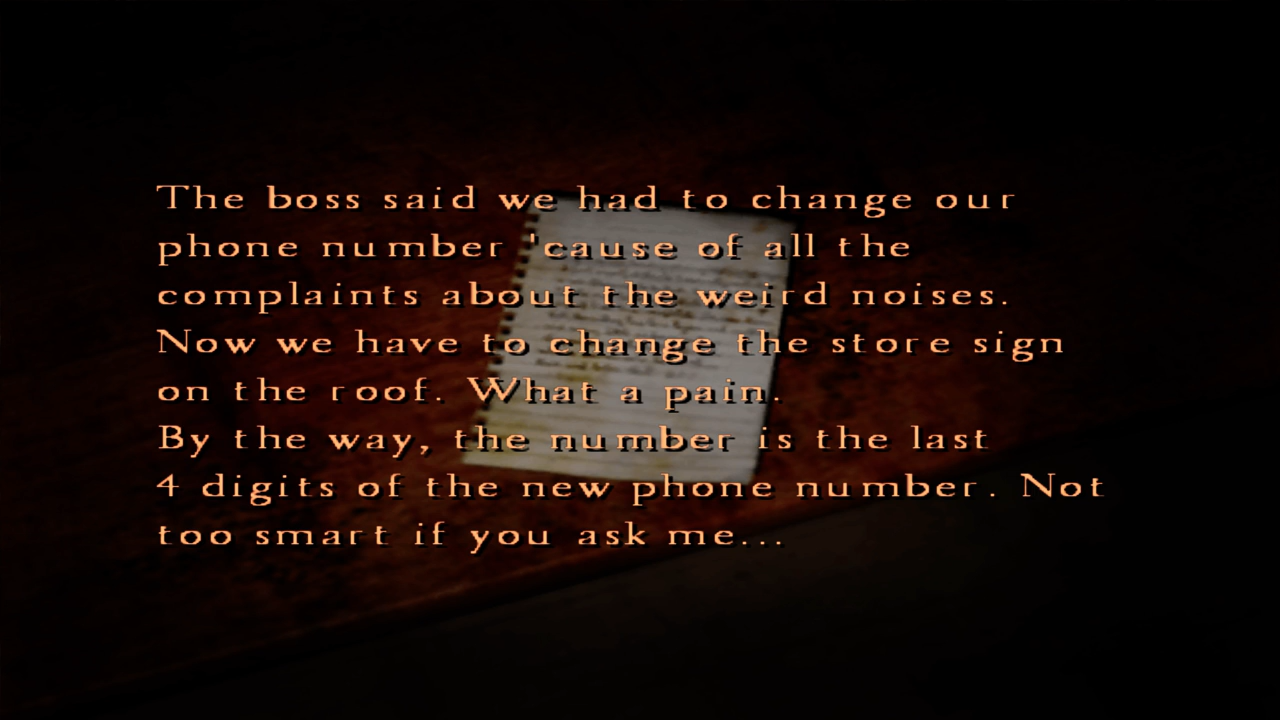 The boss said we had to change our
phone number 'cause of all the
complaints about the weird noises.
Now we have to change the store sign
on the roof. What a pain.
By the way, the number is the last
4 digits of the new phone number. Not
too smart if you ask me...